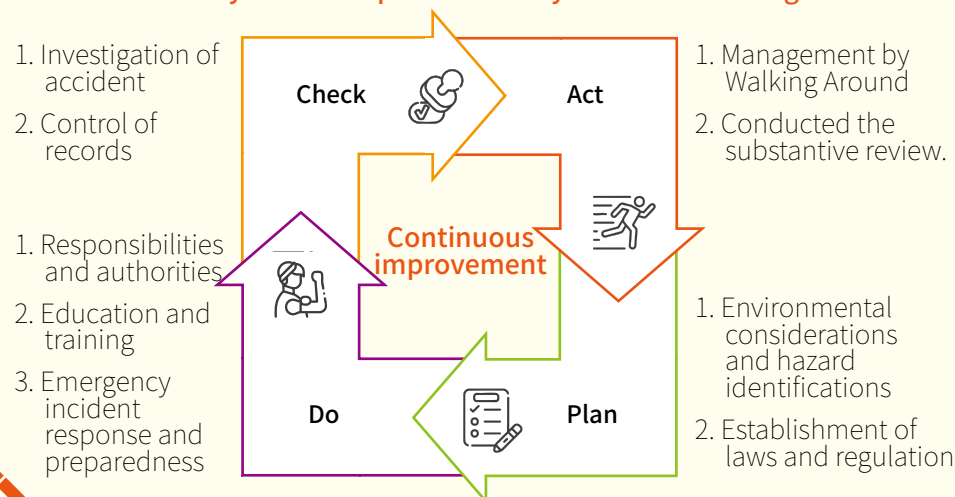 1. Investigation of
accident
2. Control of
records
Check
Act
1. Management by
Walking Around
2. Conducted the
substantive review.
Continuous
improvement
1. Responsibilities
and authorities
2. Education and
training
3. Emergency
incident
response and
preparedness
Do
Plan
1. Environmental
considerations
and hazard
identifications
2. Establishment of
laws and regulation